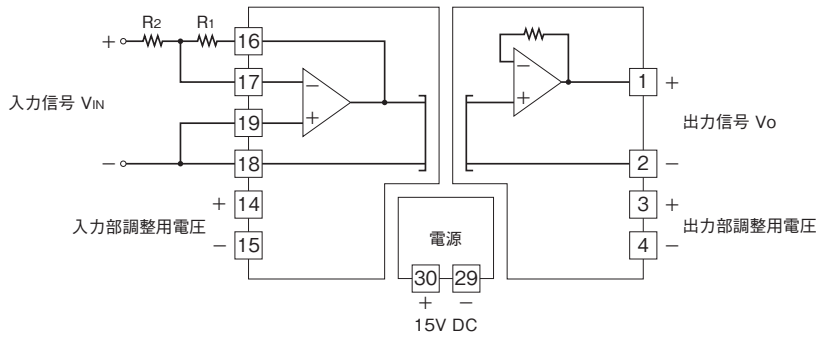 R2 R1
+ 16
17 −
入力信号 VIN
19 +
− 18
+ 14
入力部調整用電圧
− 15
−
+
1 +
出力信号 Vo
2 −
3 +
出力部調整用電圧
4 −
電源
30 29
+ −
15V DC